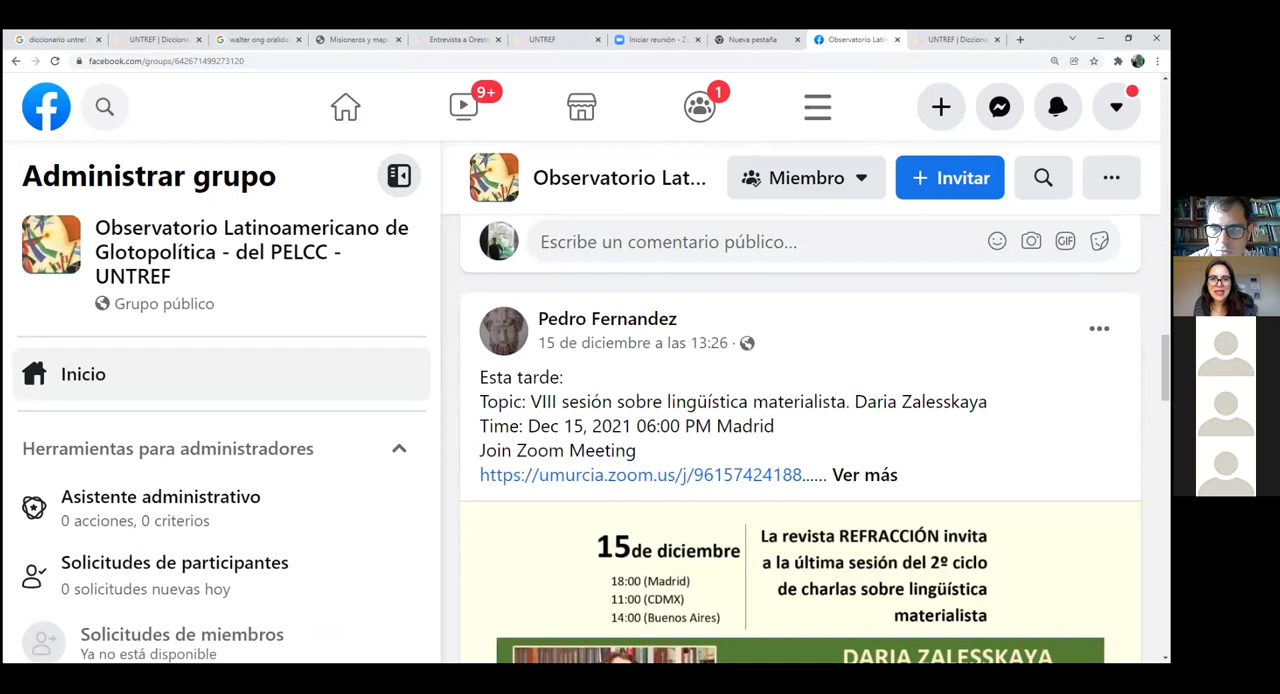 diccionario untref
UNTREF | Dicciona
walter ong oralida
Misioneros y map
Entrevista a Oreste
UNTREF
Iniciar reunión - Z
Nueva pestaña
Observatorio Latin
UNTREF | Dicciona
facebook.com/groups/642671499273120
9+
1
Administrar grupo
Observatorio Latinoamericano de
Glotopolítica - del PELCC -
UNTREF
Grupo público
Inicio
Herramientas para administradores
Asistente administrativo
0 acciones, 0 criterios
Solicitudes de participantes
0 solicitudes nuevas hoy
Solicitudes de miembros
Ya no está disponible
Observatorio Lat...
Miembro
+ Invitar
Escribe un comentario público...
GIF
Pedro Fernandez
15 de diciembre a las 13:26 ·
Esta tarde:
Topic: VIII sesión sobre lingüística materialista. Daria Zalesskaya
Time: Dec 15, 2021 06:00 PM Madrid
Join Zoom Meeting
https://umurcia.zoom.us/j/96157424188...... Ver más
15 de diciembre
18:00 (Madrid)
11:00 (CDMX)
14:00 (Buenos Aires)
La revista REFRACCIÓN invita
a la última sesión del 2º ciclo
de charlas sobre lingüística
materialista
DARIA ZALESSKAYA